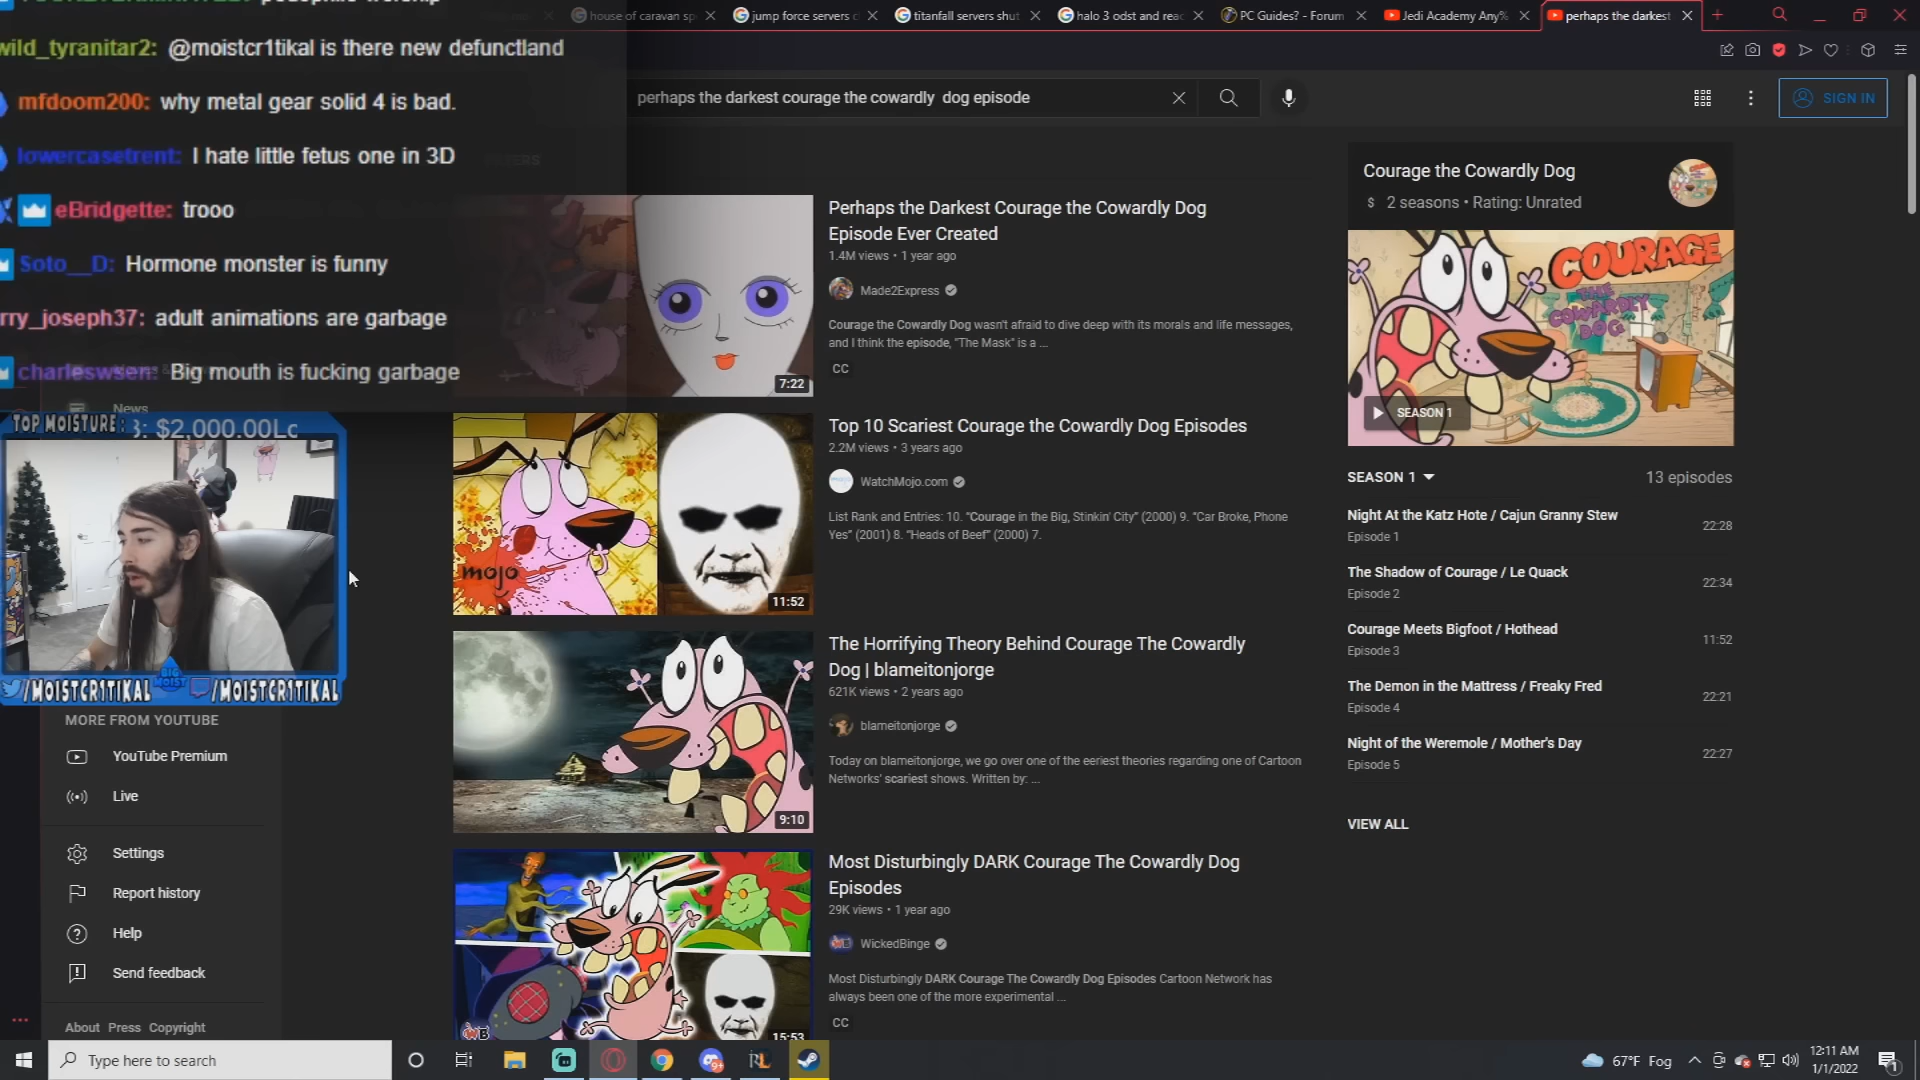 wild_tyranitar2: @moistcr1tikal is there new defunctland
mfdoom200: why metal gear solid 4 is bad.
lowercasetrent: I hate little fetus one in 3D
eBridgette: trooo
Soto__D: Hormone monster is funny
rry_joseph37: adult animations are garbage
charleswsen: Big mouth is fucking garbage
house of caravan sp
jump force servers c
titanfall servers shut
halo 3 odst and reac
PC Guides? - Forum
Jedi Academy Any%
perhaps the darkest
perhaps the darkest courage the cowardly dog episode
SIGN IN
News
TOP MOISTURE :
3: $2,000.00Lc
/MOISTCR1TIKAL
BIG MOIST
/MOISTCR1TIKAL
MORE FROM YOUTUBE
YouTube Premium
Live
Settings
Report history
Help
Send feedback
About Press Copyright
7:22
Perhaps the Darkest Courage the Cowardly Dog
Episode Ever Created
1.4M views • 1 year ago
Made2Express
Courage the Cowardly Dog wasn't afraid to dive deep with its morals and life messages,
and I think the episode, "The Mask" is a ...
CC
mojo
11:52
Top 10 Scariest Courage the Cowardly Dog Episodes
2.2M views • 3 years ago
WatchMojo.com
List Rank and Entries: 10. "Courage in the Big, Stinkin' City" (2000) 9. "Car Broke, Phone
Yes" (2001) 8. "Heads of Beef" (2000) 7.
9:10
The Horrifying Theory Behind Courage The Cowardly
Dog | blameitonjorge
621K views • 2 years ago
blameitonjorge
Today on blameitonjorge, we go over one of the eeriest theories regarding one of Cartoon
Networks' scariest shows. Written by: ...
WB
15:53
Most Disturbingly DARK Courage The Cowardly Dog
Episodes
29K views • 1 year ago
WickedBinge
Most Disturbingly DARK Courage The Cowardly Dog Episodes Cartoon Network has
always been one of the more experimental ...
CC
Courage the Cowardly Dog
$ 2 seasons • Rating: Unrated
COURAGE
THE
COWARDLY
DOG
SEASON 1
SEASON 1
13 episodes
Night At the Katz Hote / Cajun Granny Stew
Episode 1
22:28
The Shadow of Courage / Le Quack
Episode 2
22:34
Courage Meets Bigfoot / Hothead
Episode 3
11:52
The Demon in the Mattress / Freaky Fred
Episode 4
22:21
Night of the Weremole / Mother's Day
Episode 5
22:27
VIEW ALL
Type here to search
9+
RL
67°F Fog
12:11 AM
1/1/2022
1